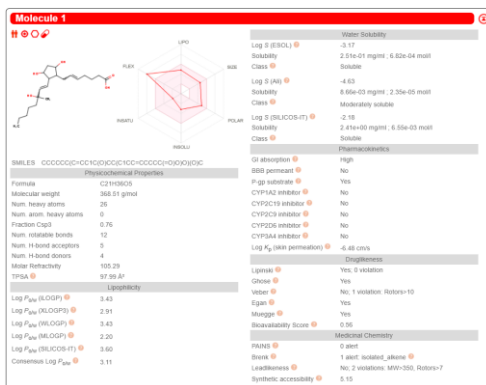 Molecule 1
LIPO
FLEX
SIZE
INSATU
POLAR
INSOLU
SMILES CCCCCC(C=CC1C(O)CC(C1CC=CCCCC(=O)O)O)(O)C
Physicochemical Properties
Formula C21H36O5
Molecular weight 368.51 g/mol
Num. heavy atoms 26
Num. arom. heavy atoms 0
Fraction Csp3 0.76
Num. rotatable bonds 12
Num. H-bond acceptors 5
Num. H-bond donors 4
Molar Refractivity 105.29
TPSA 97.99 Å²
Lipophilicity
Log Po/w (iLOGP) 3.43
Log Po/w (XLOGP3) 2.91
Log Po/w (WLOGP) 3.43
Log Po/w (MLOGP) 2.20
Log Po/w (SILICOS-IT) 3.60
Consensus Log Po/w 3.11
Water Solubility
Log S (ESOL) -3.17
Solubility 2.51e-01 mg/ml ; 6.82e-04 mol/l
Class Soluble
Log S (Ali) -4.63
Solubility 8.66e-03 mg/ml ; 2.35e-05 mol/l
Class Moderately soluble
Log S (SILICOS-IT) -2.18
Solubility 2.41e+00 mg/ml ; 6.55e-03 mol/l
Class Soluble
Pharmacokinetics
GI absorption High
BBB permeant No
P-gp substrate Yes
CYP1A2 inhibitor No
CYP2C19 inhibitor No
CYP2C9 inhibitor No
CYP2D6 inhibitor No
CYP3A4 inhibitor No
Log Kp (skin permeation) -6.48 cm/s
Druglikeness
Lipinski Yes; 0 violation
Ghose Yes
Veber No; 1 violation: Rotors>10
Egan Yes
Muegge Yes
Bioavailability Score 0.56
Medicinal Chemistry
PAINS 0 alert
Brenk 1 alert: isolated_alkene
Leadlikeness No; 2 violations: MW>350, Rotors>7
Synthetic accessibility 5.15